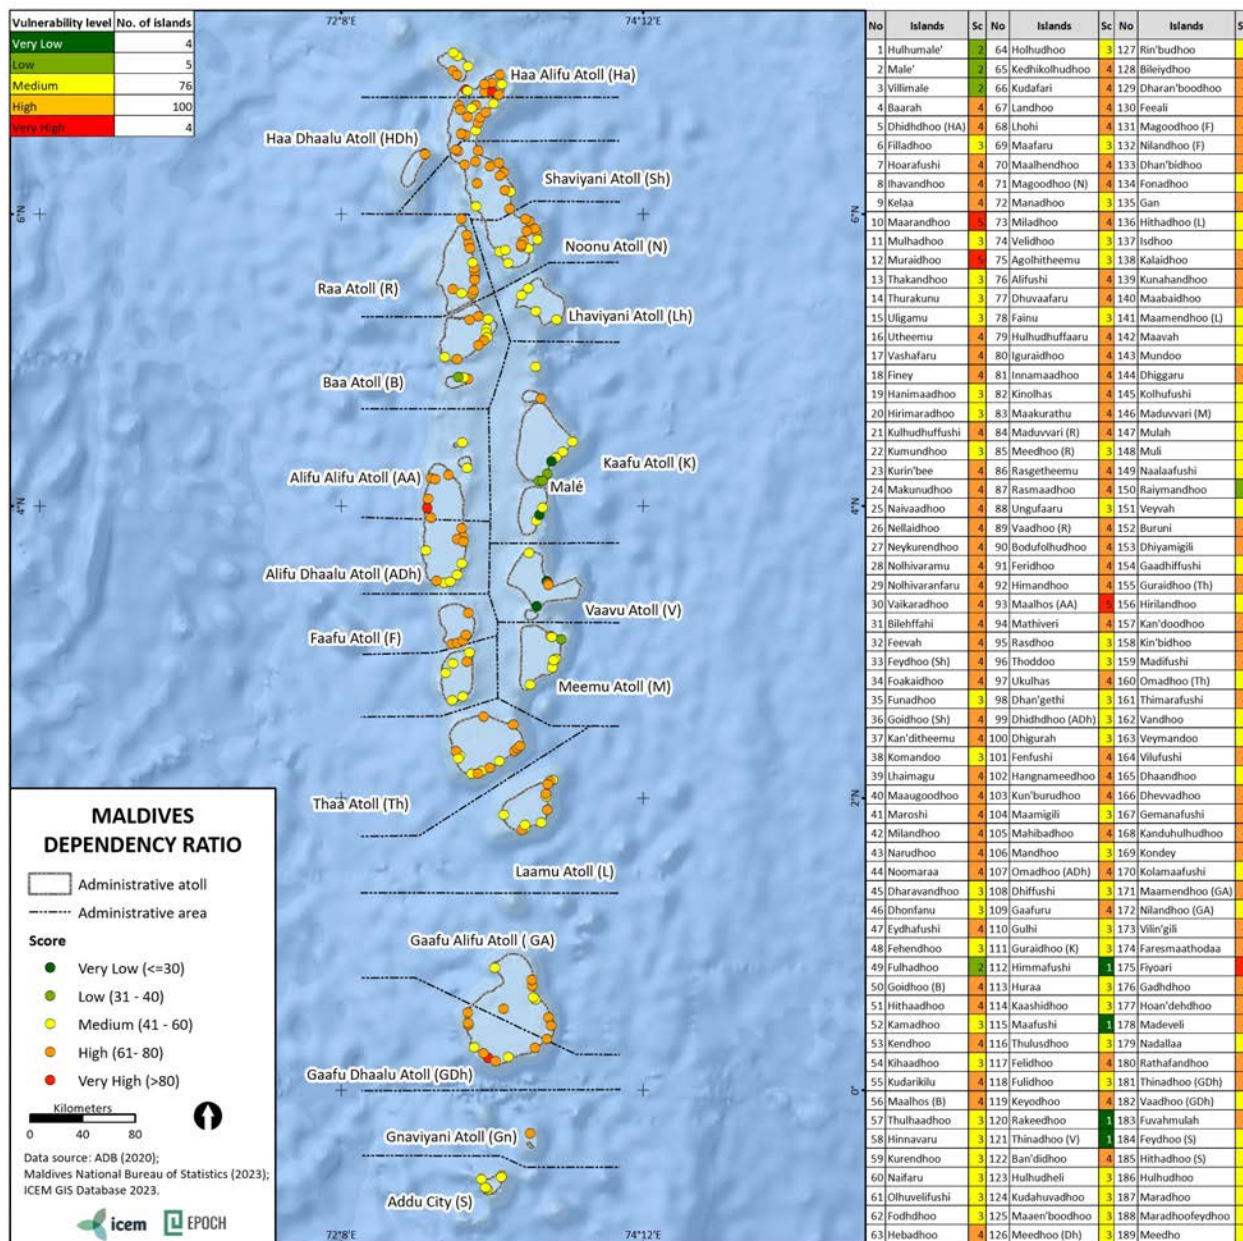 Vulnerability level No. of islands
Very Low 4
Low 5
Medium 76
High 100
Very High 4
72°8'E
74°12'E
Haa Alifu Atoll (Ha)
Haa Dhaalu Atoll (HDh)
Shaviyani Atoll (Sh)
6°N
6°N
Noonu Atoll (N)
Raa Atoll (R)
Lhaviyani Atoll (Lh)
Baa Atoll (B)
Kaafu Atoll (K)
Alifu Alifu Atoll (AA)
Malé
4°N
4°N
Alifu Dhaalu Atoll (ADh)
Vaavu Atoll (V)
Faafu Atoll (F)
Meemu Atoll (M)
Thaa Atoll (Th)
2°N
Laamu Atoll (L)
Gaafu Alifu Atoll ( GA)
Gaafu Dhaalu Atoll (GDh)
0°
Gnaviyani Atoll (Gn)
Addu City (S)
72°8'E
74°12'E
MALDIVES
DEPENDENCY RATIO
Administrative atoll
Administrative area
Score
Very Low (<=30)
Low (31 - 40)
Medium (41 - 60)
High (61- 80)
Very High (>80)
Kilometers
0 40 80
Data source: ADB (2020);
Maldives National Bureau of Statistics (2023);
ICEM GIS Database 2023.
icem EPOCH
No Islands Sc No Islands Sc No Islands S
1 Hulhumale' 2 64 Holhudhoo 3 127 Rin'budhoo
2 Male' 2 65 Kedhikolhudhoo 4 128 Bileiydhoo
3 Villimale 2 66 Kudafari 4 129 Dharan'boodhoo
4 Baarah 4 67 Landhoo 4 130 Feeali
5 Dhidhdhoo (HA) 4 68 Lhohi 4 131 Magoodhoo (F)
6 Filladhoo 3 69 Maafaru 3 132 Nilandhoo (F)
7 Hoarafushi 4 70 Maalhendhoo 4 133 Dhan'bidhoo
8 Ihavandhoo 4 71 Magoodhoo (N) 4 134 Fonadhoo
9 Kelaa 4 72 Manadhoo 3 135 Gan
10 Maarandhoo 5 73 Miladhoo 4 136 Hithadhoo (L)
11 Mulhadhoo 3 74 Velidhoo 3 137 Isdhoo
12 Muraidhoo 5 75 Agolhitheemu 3 138 Kalaidhoo
13 Thakandhoo 3 76 Alifushi 4 139 Kunahandhoo
14 Thurakunu 3 77 Dhuvaafaru 4 140 Maabaidhoo
15 Uligamu 3 78 Fainu 3 141 Maamendhoo (L)
16 Utheemu 4 79 Hulhudhuffaaru 4 142 Maavah
17 Vashafaru 4 80 Iguraidhoo 4 143 Mundoo
18 Finey 4 81 Innamaadhoo 4 144 Dhiggaru
19 Hanimaadhoo 3 82 Kinolhas 4 145 Kolhufushi
20 Hirimaradhoo 3 83 Maakurathu 4 146 Maduvvari (M)
21 Kulhudhuffushi 4 84 Maduvvari (R) 4 147 Mulah
22 Kumundhoo 3 85 Meedhoo (R) 3 148 Muli
23 Kurin'bee 4 86 Rasgetheemu 4 149 Naalaafushi
24 Makunudhoo 4 87 Rasmaadhoo 4 150 Raiymandhoo
25 Naivaadhoo 4 88 Ungufaaru 3 151 Veyvah
26 Nellaidhoo 4 89 Vaadhoo (R) 4 152 Buruni
27 Neykurendhoo 4 90 Bodufolhudhoo 4 153 Dhiyamigili
28 Nolhivaramu 4 91 Feridhoo 4 154 Gaadhiffushi
29 Nolhivaranfaru 4 92 Himandhoo 4 155 Guraidhoo (Th)
30 Vaikaradhoo 4 93 Maalhos (AA) 5 156 Hirilandhoo
31 Bilehffahi 4 94 Mathiveri 4 157 Kan'doodhoo
32 Feevah 4 95 Rasdhoo 3 158 Kin'bidhoo
33 Feydhoo (Sh) 4 96 Thoddoo 3 159 Madifushi
34 Foakaidhoo 4 97 Ukulhas 4 160 Omadhoo (Th)
35 Funadhoo 3 98 Dhan'gethi 3 161 Thimarafushi
36 Goidhoo (Sh) 4 99 Dhidhdhoo (ADh) 3 162 Vandhoo
37 Kan'ditheemu 4 100 Dhigurah 3 163 Veymandoo
38 Komandoo 3 101 Fenfushi 4 164 Vilufushi
39 Lhaimagu 4 102 Hangnameedhoo 4 165 Dhaandhoo
40 Maaugoodhoo 4 103 Kun'burudhoo 4 166 Dhevvadhoo
41 Maroshi 4 104 Maamigili 3 167 Gemanafushi
42 Milandhoo 4 105 Mahibadhoo 4 168 Kanduhulhudhoo
43 Narudhoo 4 106 Mandhoo 3 169 Kondey
44 Noomaraa 4 107 Omadhoo (ADh) 4 170 Kolamaafushi
45 Dharavandhoo 3 108 Dhiffushi 3 171 Maamendhoo (GA)
46 Dhonfanu 3 109 Gaafuru 4 172 Nilandhoo (GA)
47 Eydhafushi 4 110 Gulhi 3 173 Vilin'gili
48 Fehendhoo 3 111 Guraidhoo (K) 3 174 Faresmaathodaa
49 Fulhadhoo 2 112 Himmafushi 1 175 Fiyoari
50 Goidhoo (B) 4 113 Huraa 3 176 Gadhdhoo
51 Hithaadhoo 4 114 Kaashidhoo 3 177 Hoan'dehdhoo
52 Kamadhoo 3 115 Maafushi 1 178 Madeveli
53 Kendhoo 4 116 Thulusdhoo 3 179 Nadallaa
54 Kihaadhoo 3 117 Felidhoo 4 180 Rathafandhoo
55 Kudarikilu 4 118 Fulidhoo 3 181 Thinadhoo (GDh)
56 Maalhos (B) 4 119 Keyodhoo 4 182 Vaadhoo (GDh)
57 Thulhaadhoo 3 120 Rakeedhoo 1 183 Fuvahmulah
58 Hinnavaru 3 121 Thinadhoo (V) 1 184 Feydhoo (S)
59 Kurendhoo 3 122 Ban'didhoo 4 185 Hithadhoo (S)
60 Naifaru 3 123 Hulhudheli 3 186 Hulhudhoo
61 Olhuvelifushi 3 124 Kudahuvadhoo 3 187 Maradhoo
62 Fodhdhoo 3 125 Maaen'boodhoo 3 188 Maradhoofeydhoo
63 Hebadhoo 4 126 Meedhoo (Dh) 3 189 Meedho